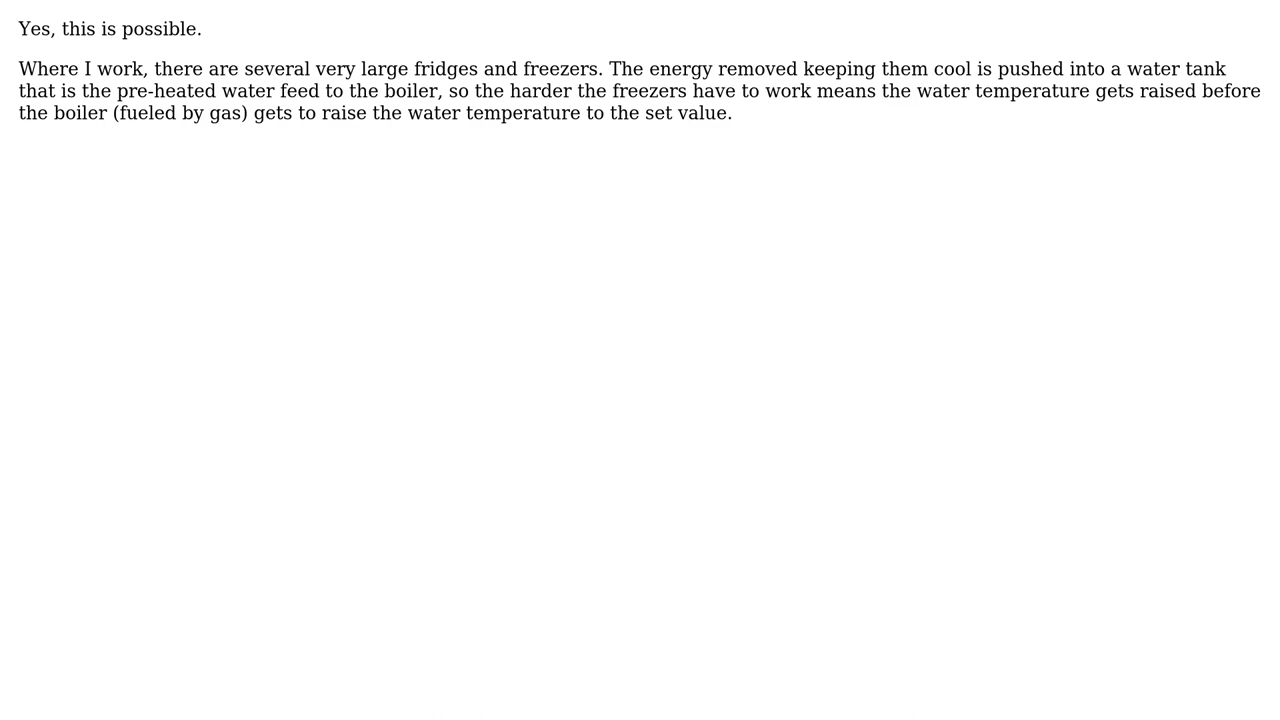 Yes, this is possible.
Where I work, there are several very large fridges and freezers. The energy removed keeping them cool is pushed into a water tank
that is the pre-heated water feed to the boiler, so the harder the freezers have to work means the water temperature gets raised before
the boiler (fueled by gas) gets to raise the water temperature to the set value.